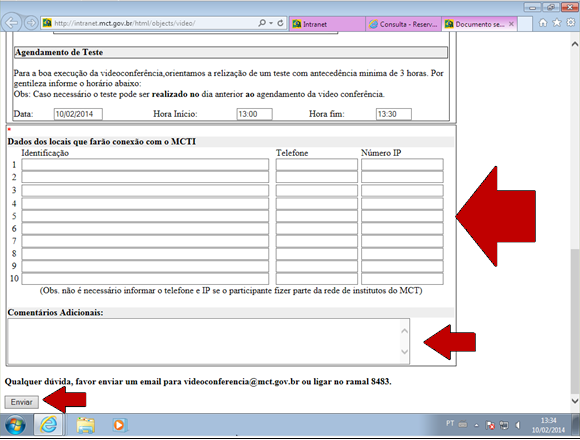 http://intranet.mct.gov.br/html/objects/video/
Intranet
Consulta - Reserv...
Documento se...
Agendamento de Teste
Para a boa execução da videoconferência,orientamos a relização de um teste com antecedência minima de 3 horas. Por
gentileza informe o horário abaixo:
Obs: Caso necessário o teste pode ser realizado no dia anterior ao agendamento da video conferência.
Data: 10/02/2014 Hora Início: 13:00 Hora fim: 13:30
*
Dados dos locais que farão conexão com o MCTI
Identificação Telefone Número IP
1
2
3
4
5
6
7
8
9
10
(Obs. não é necessário informar o telefone e IP se o participante fizer parte da rede de institutos do MCT)
Comentários Adicionais:
Qualquer dúvida, favor enviar um email para videoconferencia@mct.gov.br ou ligar no ramal 8483.
Enviar
PT
13:34
10/02/2014